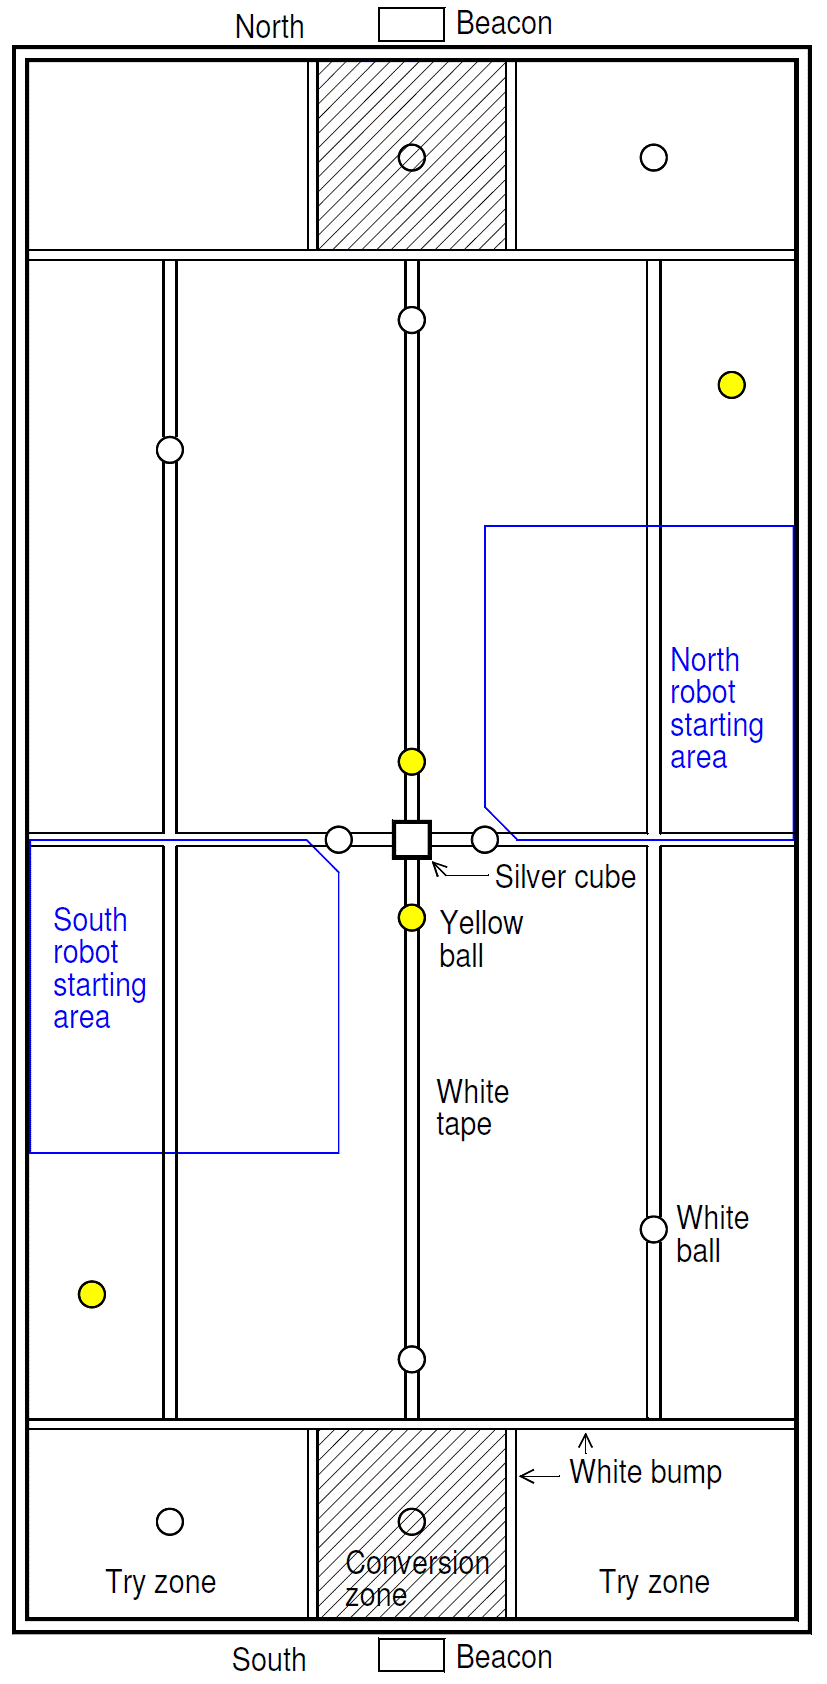 North
Beacon
North
robot
starting
area
Silver cube
South
robot
starting
area
Yellow
ball
White
tape
White
ball
White bump
Conversion
zone
Try zone
Try zone
South
Beacon